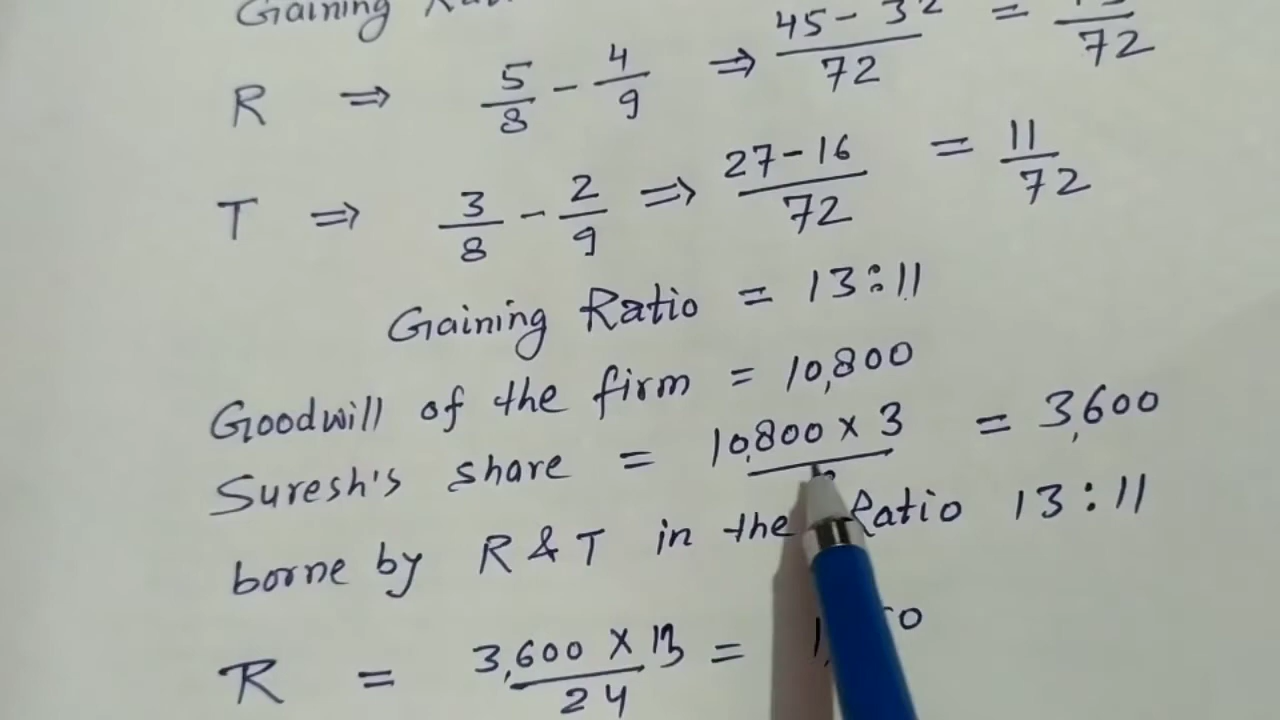 Gaining
R ⇒ 5/8 - 4/9 ⇒ 45 - 32/72 = /72
T ⇒ 3/8 - 2/9 ⇒ 27 - 16/72 = 11/72
Gaining Ratio = 13:11
Goodwill of the firm = 10,800
Suresh's share = 10,800 x 3 = 3,600
borne by R & T in the Ratio 13:11
R = 3,600 X 13/24 =